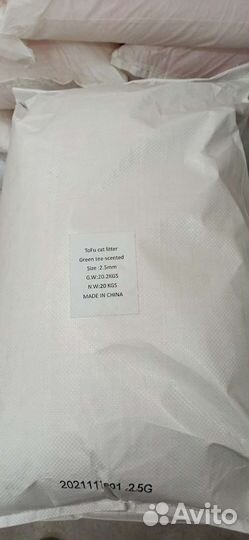 ToFu cat litter
Green tea-scented
Size :2.5mm
G.W:20.2KGS
N.W:20 KGS
MADE IN CHINA
Avito